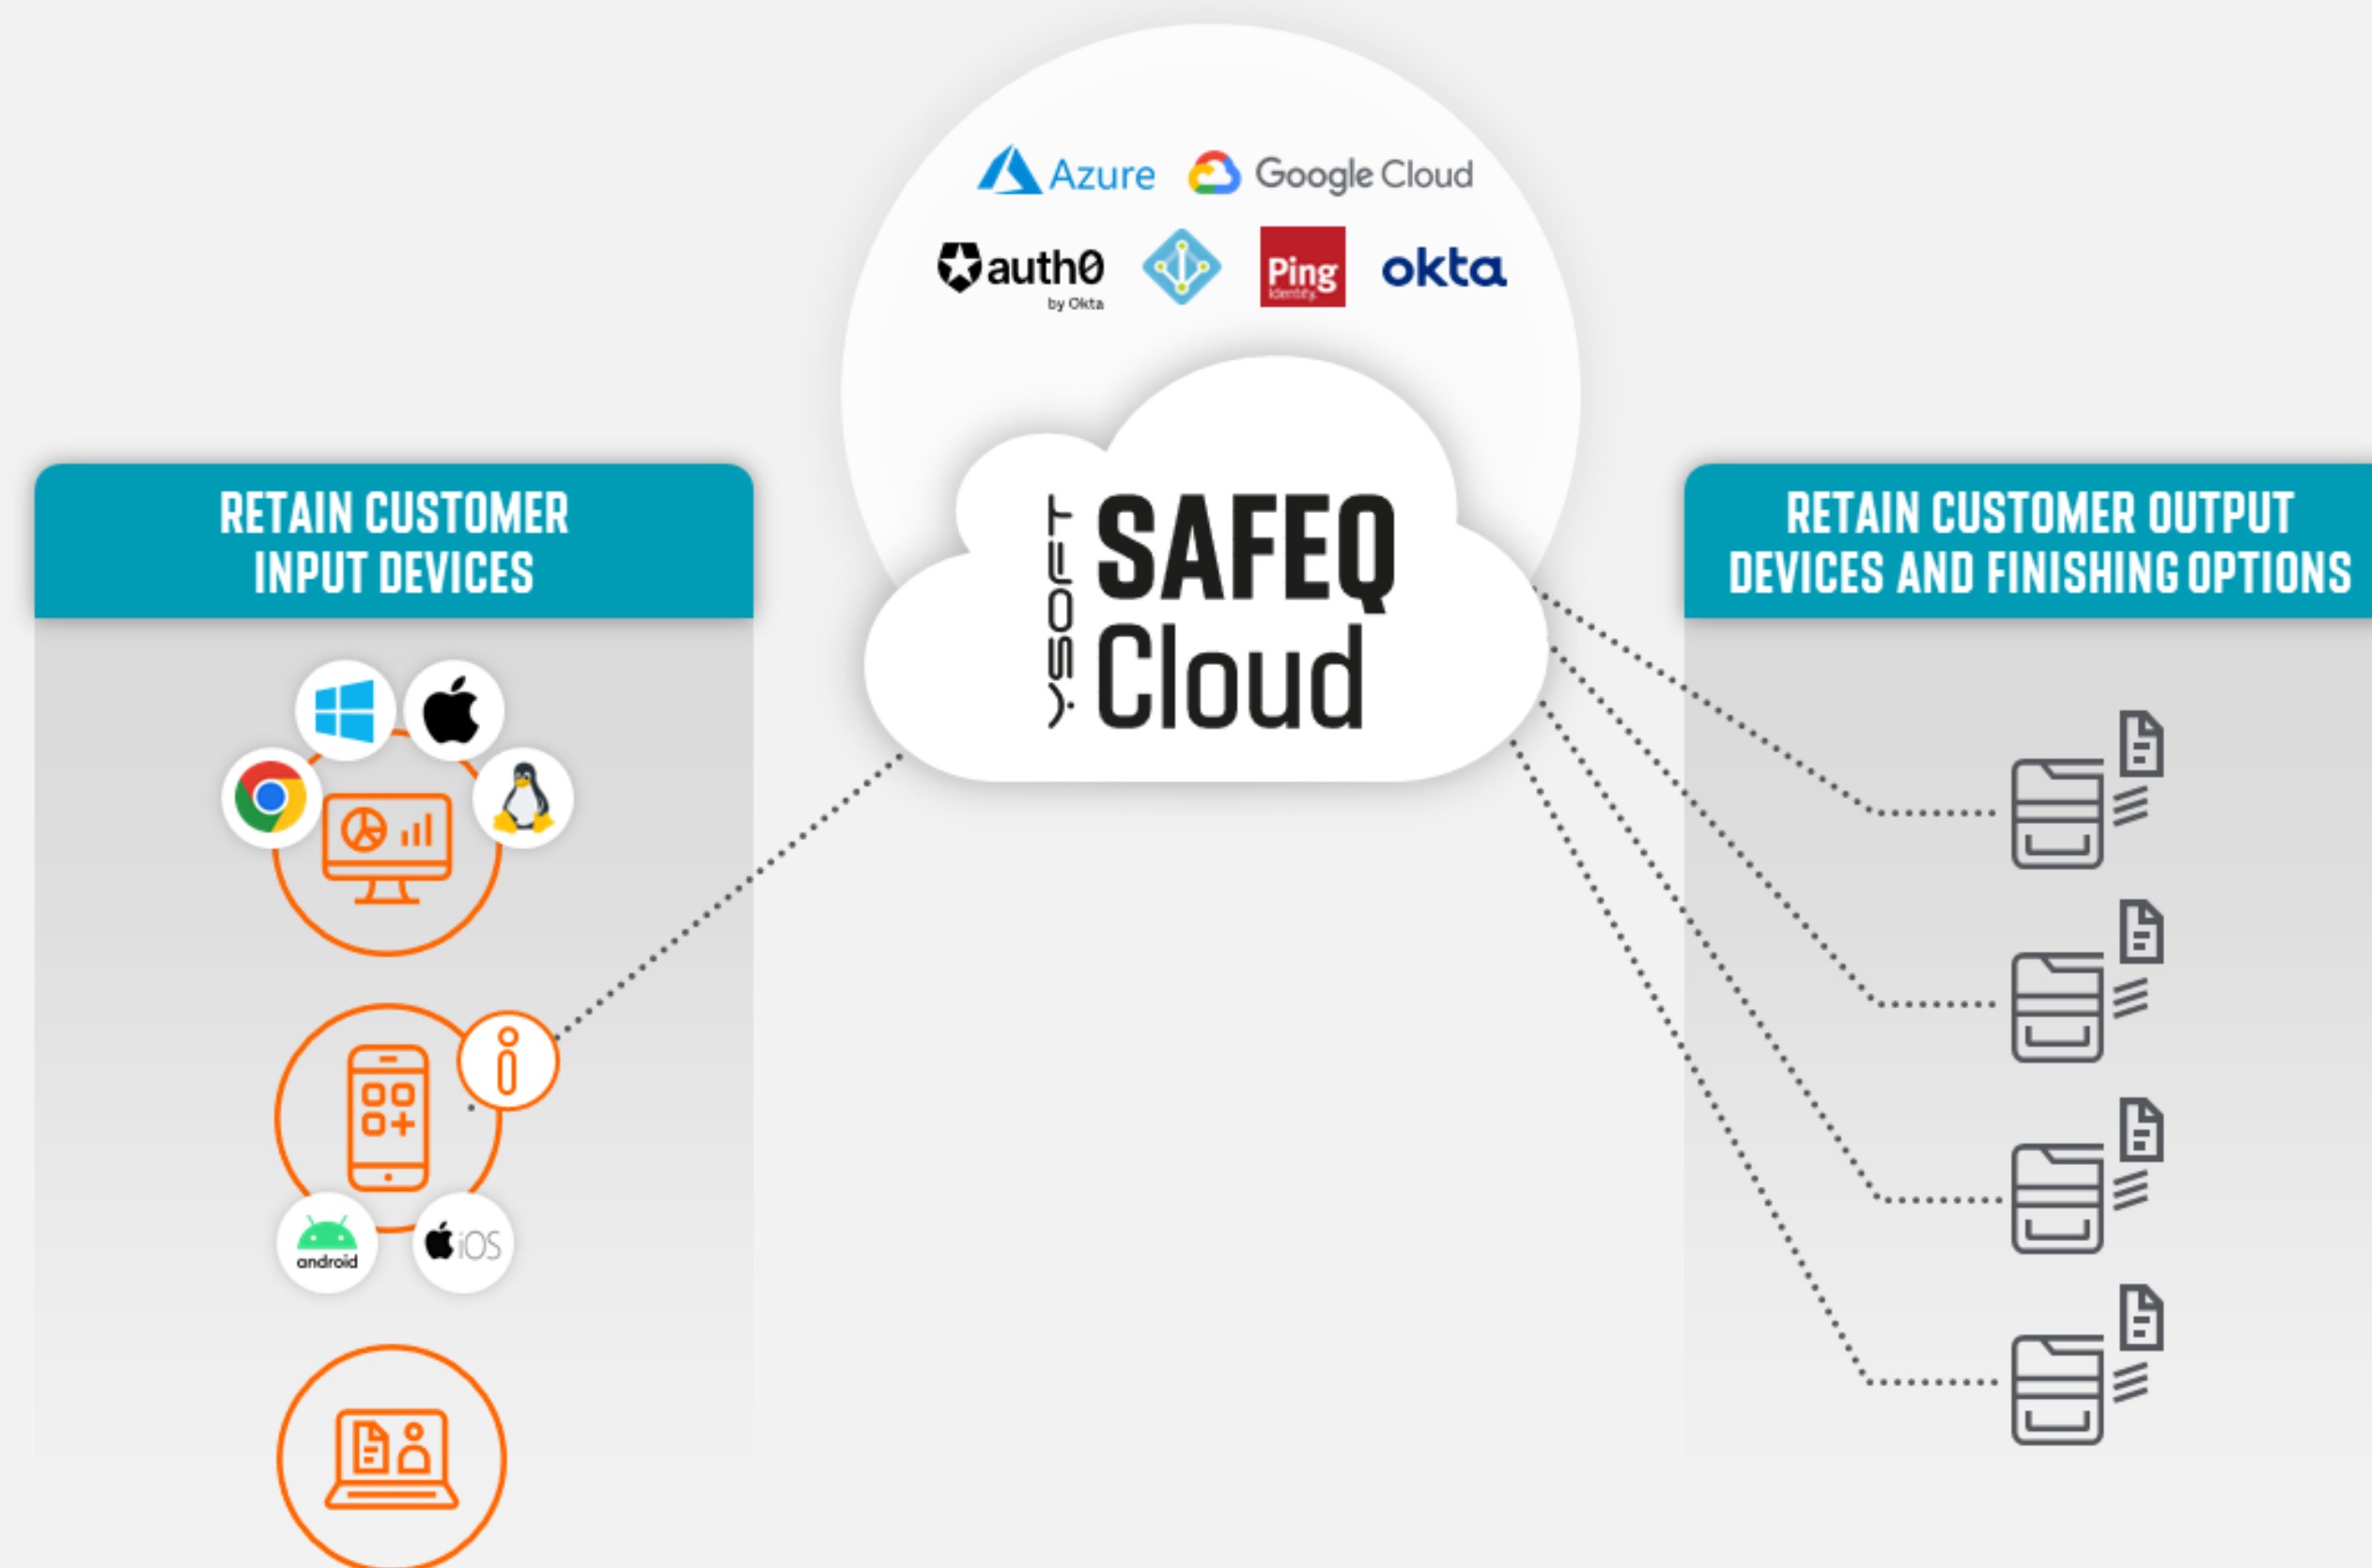 Azure
Google Cloud
auth0
by Okta
Ping
Identity.
okta
YSOFT
SAFEQ
Cloud
RETAIN CUSTOMER
INPUT DEVICES
android
iOS
RETAIN CUSTOMER OUTPUT
DEVICES AND FINISHING OPTIONS